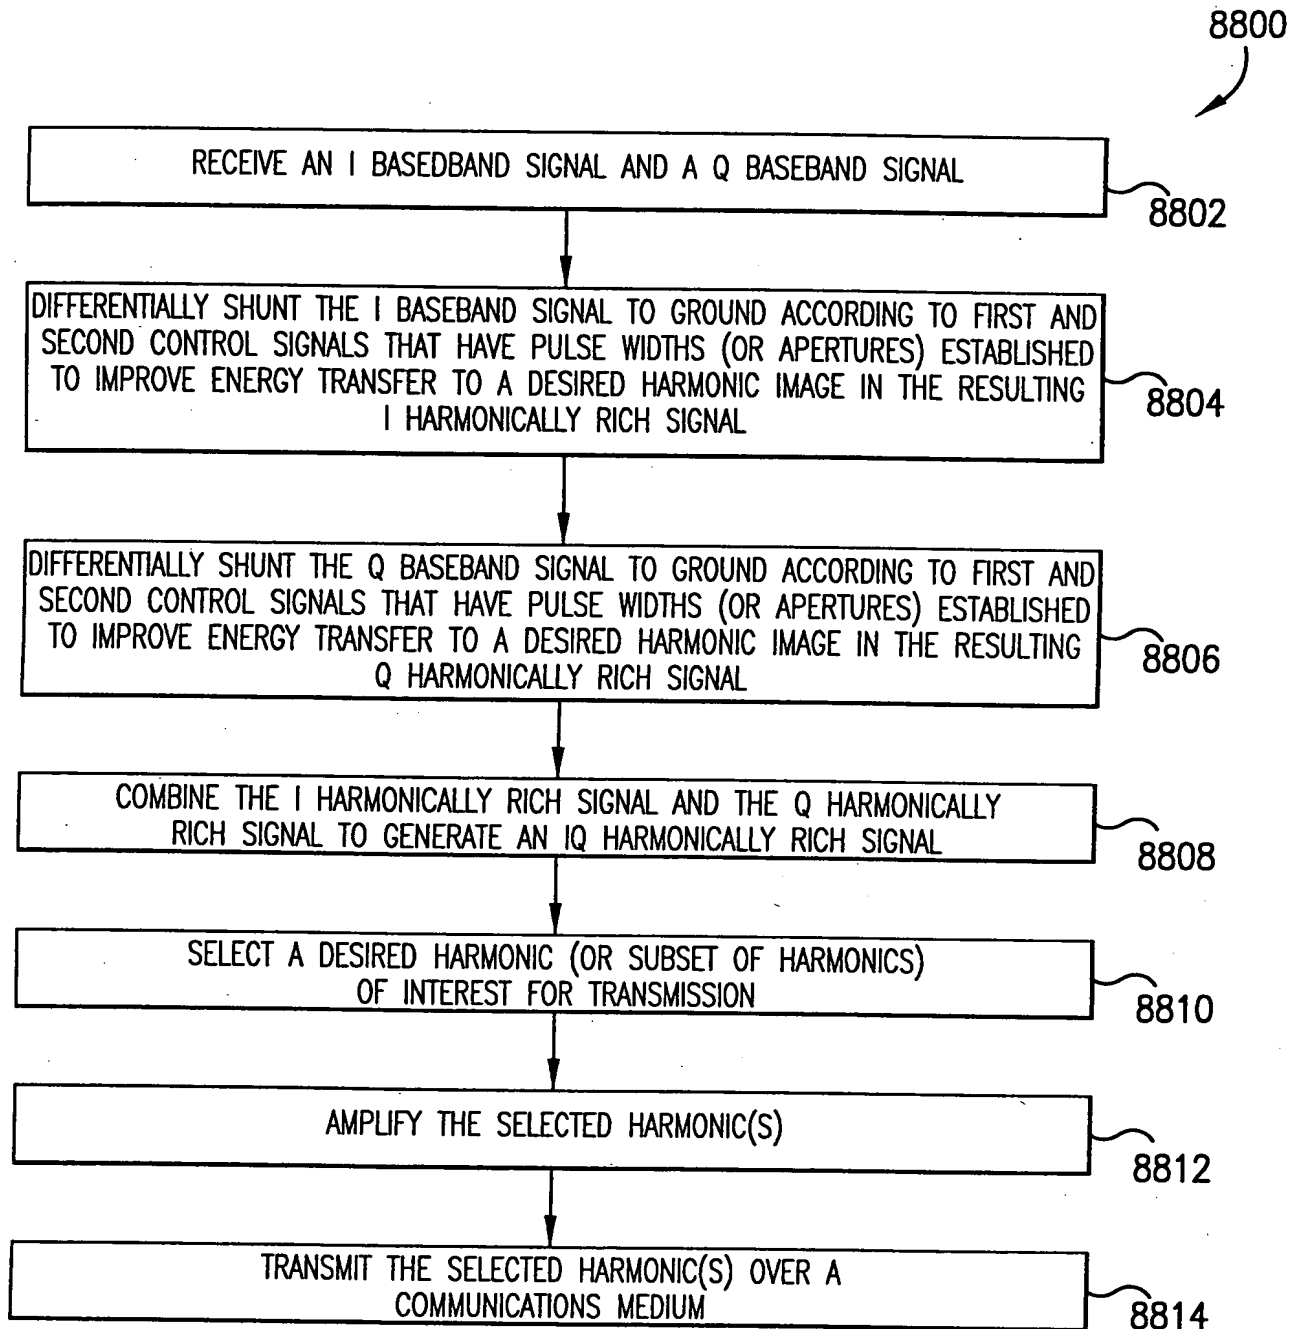 8800
RECEIVE AN I BASEDBAND SIGNAL AND A Q BASEBAND SIGNAL
8802
DIFFERENTIALLY SHUNT THE I BASEBAND SIGNAL TO GROUND ACCORDING TO FIRST AND
SECOND CONTROL SIGNALS THAT HAVE PULSE WIDTHS (OR APERTURES) ESTABLISHED
TO IMPROVE ENERGY TRANSFER TO A DESIRED HARMONIC IMAGE IN THE RESULTING
I HARMONICALLY RICH SIGNAL
8804
DIFFERENTIALLY SHUNT THE Q BASEBAND SIGNAL TO GROUND ACCORDING TO FIRST AND
SECOND CONTROL SIGNALS THAT HAVE PULSE WIDTHS (OR APERTURES) ESTABLISHED
TO IMPROVE ENERGY TRANSFER TO A DESIRED HARMONIC IMAGE IN THE RESULTING
Q HARMONICALLY RICH SIGNAL
8806
COMBINE THE I HARMONICALLY RICH SIGNAL AND THE Q HARMONICALLY
RICH SIGNAL TO GENERATE AN IQ HARMONICALLY RICH SIGNAL
8808
SELECT A DESIRED HARMONIC (OR SUBSET OF HARMONICS)
OF INTEREST FOR TRANSMISSION
8810
AMPLIFY THE SELECTED HARMONIC(S)
8812
TRANSMIT THE SELECTED HARMONIC(S) OVER A
COMMUNICATIONS MEDIUM
8814